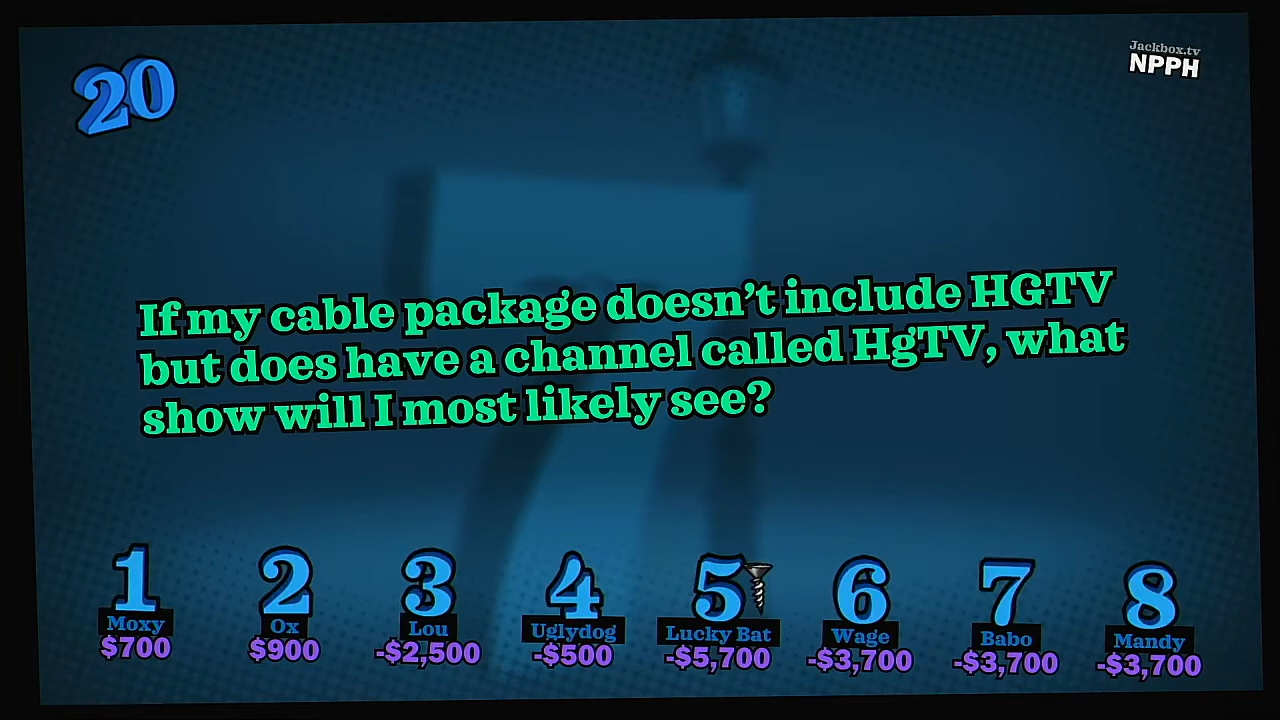 20
Jackbox.tv
NPPH
If my cable package doesn't include HGTV
but does have a channel called HgTV, what
show will I most likely see?
1 2 3 4 5 6 7 8
Moxy Ox Lou Uglydog Lucky Bat Wage Babo Mandy
$700 $900 -$2,500 -$500 -$5,700 -$3,700 -$3,700 -$3,700